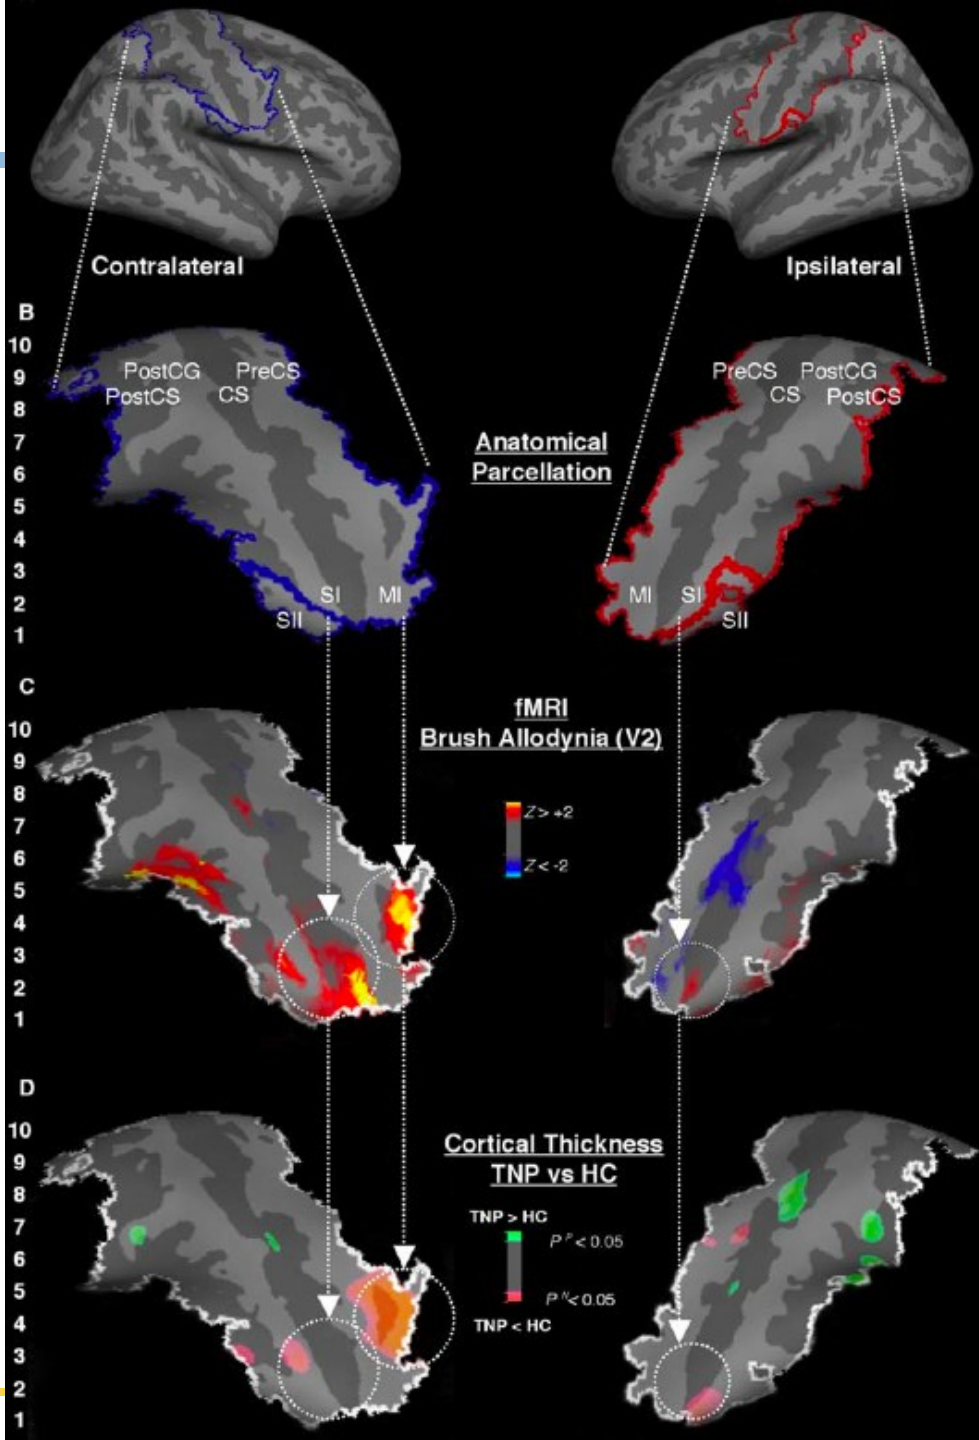 Contralateral
Ipsilateral
B
10
9
8
7
6
5
4
3
2
1
PostCG
PreCS
PostCS
CS
SI
MI
SII
Anatomical
Parcellation
PreCS
PostCG
CS
PostCS
MI
SI
SII
C
10
9
8
7
6
5
4
3
2
1
fMRI
Brush Allodynia (V2)
Z > +2
Z < -2
D
10
9
8
7
6
5
4
3
2
1
Cortical Thickness
TNP vs HC
TNP > HC
P P < 0.05
P N < 0.05
TNP < HC